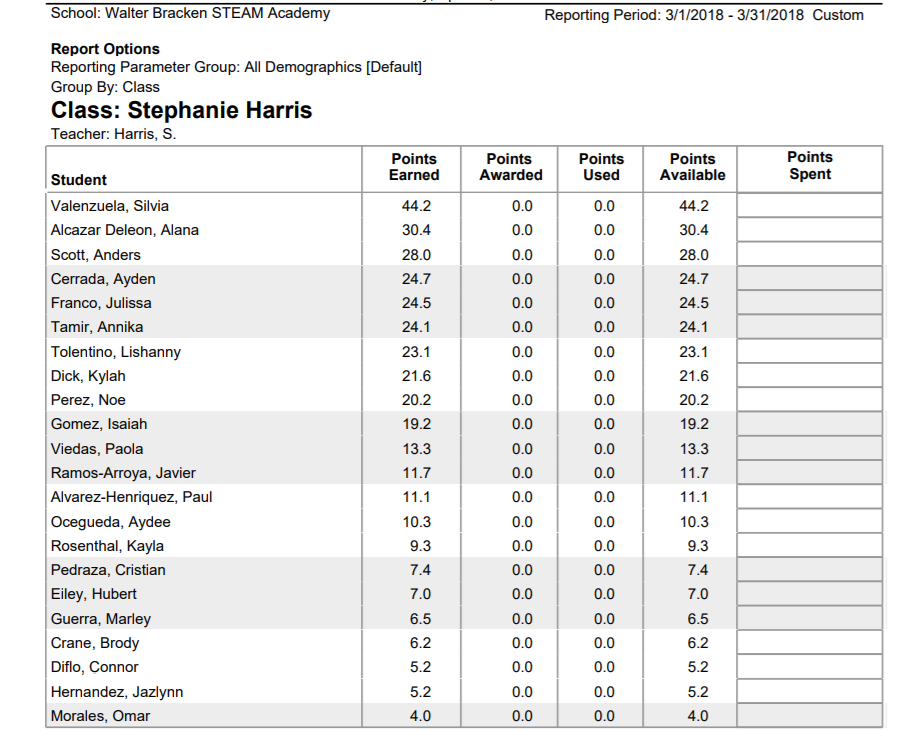 School: Walter Bracken STEAM Academy Reporting Period: 3/1/2018 - 3/31/2018 Custom
Report Options
Reporting Parameter Group: All Demographics [Default]
Group By: Class
Class: Stephanie Harris
Teacher: Harris, S.
Student Points Earned Points Awarded Points Used Points Available Points Spent
Valenzuela, Silvia 44.2 0.0 0.0 44.2
Alcazar Deleon, Alana 30.4 0.0 0.0 30.4
Scott, Anders 28.0 0.0 0.0 28.0
Cerrada, Ayden 24.7 0.0 0.0 24.7
Franco, Julissa 24.5 0.0 0.0 24.5
Tamir, Annika 24.1 0.0 0.0 24.1
Tolentino, Lishanny 23.1 0.0 0.0 23.1
Dick, Kylah 21.6 0.0 0.0 21.6
Perez, Noe 20.2 0.0 0.0 20.2
Gomez, Isaiah 19.2 0.0 0.0 19.2
Viedas, Paola 13.3 0.0 0.0 13.3
Ramos-Arroya, Javier 11.7 0.0 0.0 11.7
Alvarez-Henriquez, Paul 11.1 0.0 0.0 11.1
Ocegueda, Aydee 10.3 0.0 0.0 10.3
Rosenthal, Kayla 9.3 0.0 0.0 9.3
Pedraza, Cristian 7.4 0.0 0.0 7.4
Eiley, Hubert 7.0 0.0 0.0 7.0
Guerra, Marley 6.5 0.0 0.0 6.5
Crane, Brody 6.2 0.0 0.0 6.2
Diflo, Connor 5.2 0.0 0.0 5.2
Hernandez, Jazlynn 5.2 0.0 0.0 5.2
Morales, Omar 4.0 0.0 0.0 4.0